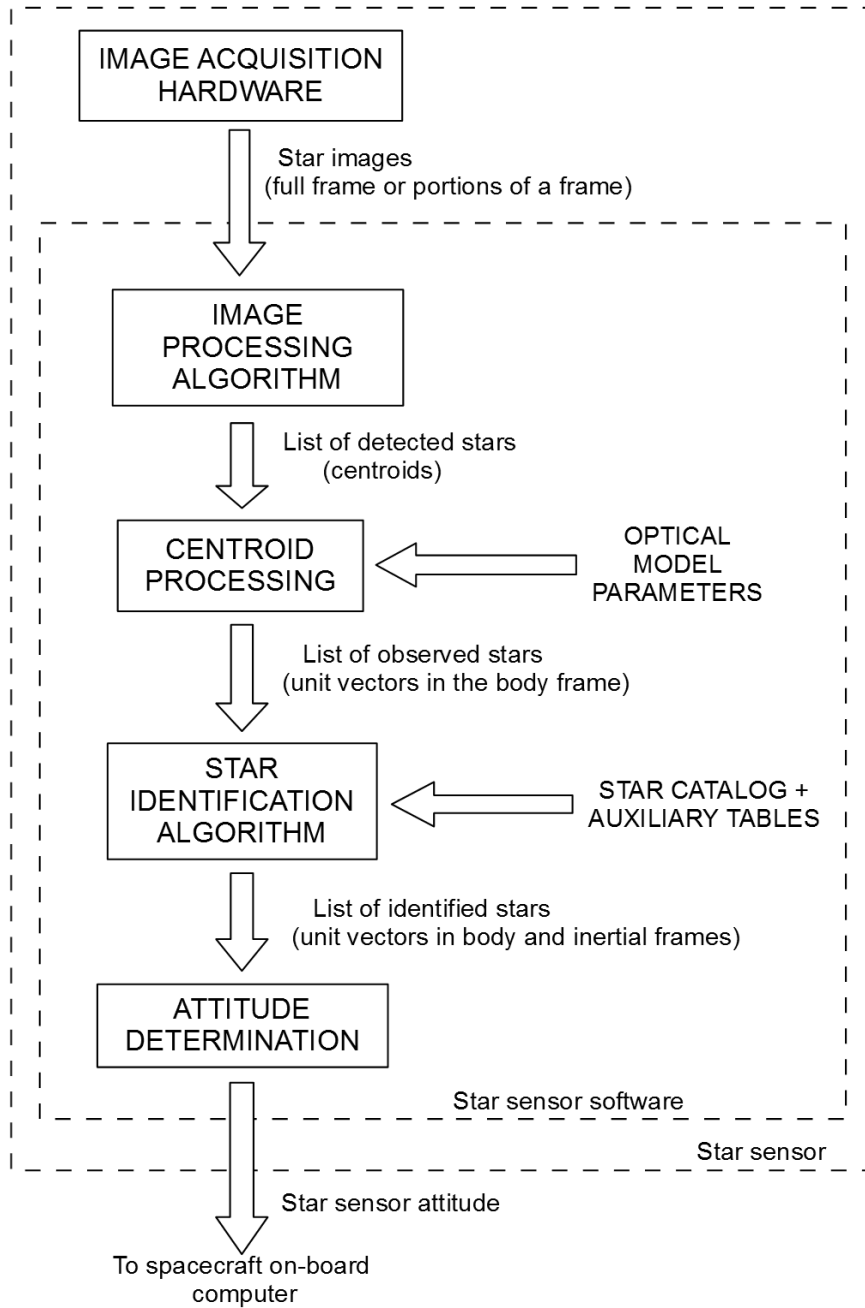 IMAGE ACQUISITION
HARDWARE
Star images
(full frame or portions of a frame)
IMAGE
PROCESSING
ALGORITHM
List of detected stars
(centroids)
CENTROID
PROCESSING
OPTICAL
MODEL
PARAMETERS
List of observed stars
(unit vectors in the body frame)
STAR
IDENTIFICATION
ALGORITHM
STAR CATALOG +
AUXILIARY TABLES
List of identified stars
(unit vectors in body and inertial frames)
ATTITUDE
DETERMINATION
Star sensor software
Star sensor
Star sensor attitude
To spacecraft on-board
computer